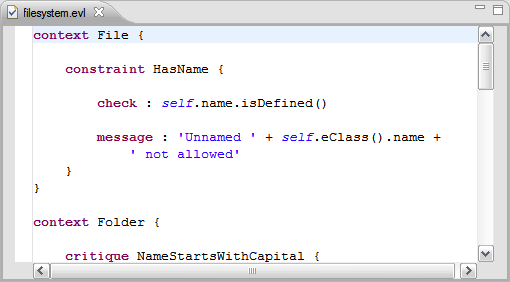 filesystem.evl
context File {
constraint HasName {
check : self.name.isDefined()
message : 'Unnamed ' + self.eClass().name +
' not allowed'
}
}
context Folder {
critique NameStartsWithCapital {